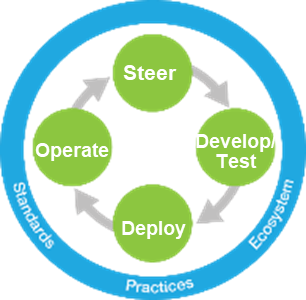 Steer
Operate
Develop/
Test
Deploy
Standards
Practices
Ecosystem